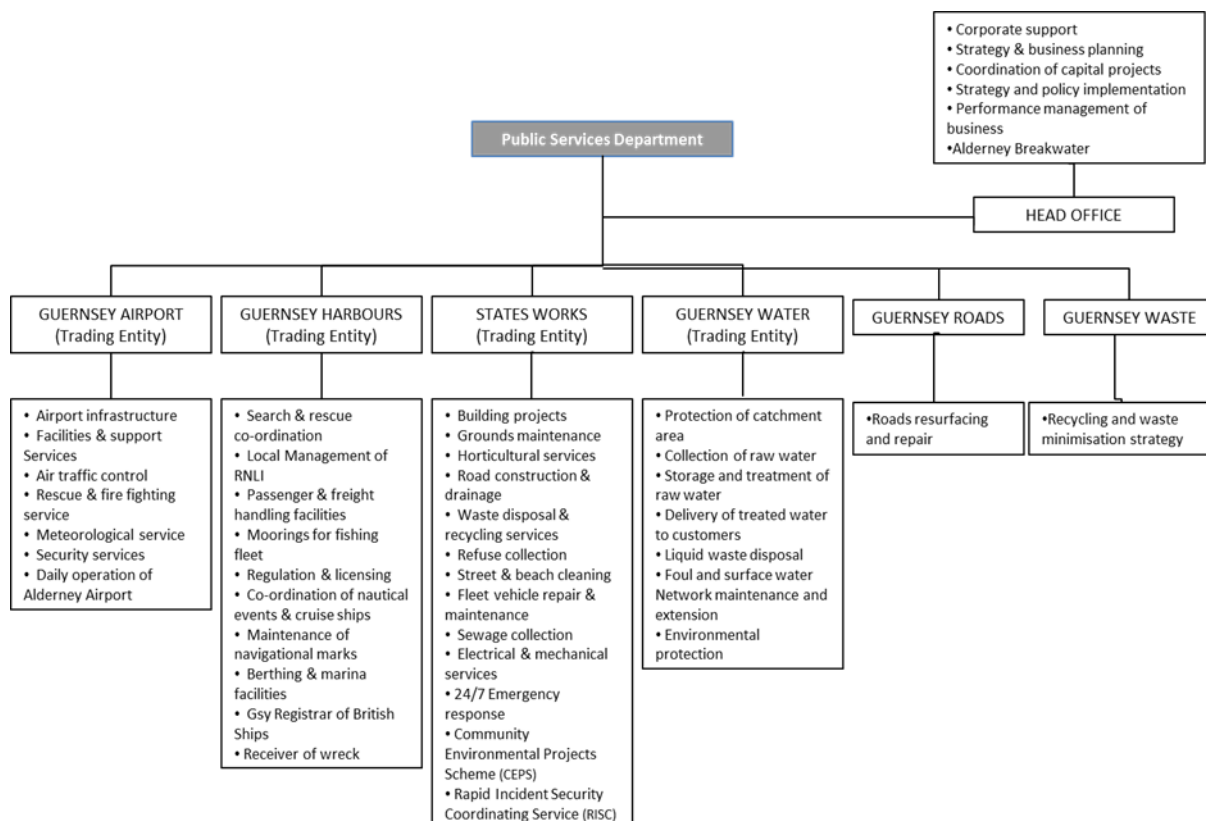 • Corporate support
• Strategy & business planning
• Coordination of capital projects
• Strategy and policy implementation
• Performance management of
business
•Alderney Breakwater
Public Services Department
HEAD OFFICE
GUERNSEY AIRPORT
(Trading Entity)
GUERNSEY HARBOURS
(Trading Entity)
STATES WORKS
(Trading Entity)
GUERNSEY WATER
(Trading Entity)
GUERNSEY ROADS
GUERNSEY WASTE
• Airport infrastructure
• Facilities & support
Services
• Air traffic control
• Rescue & fire fighting
service
• Meteorological service
• Security services
• Daily operation of
Alderney Airport
• Search & rescue
co-ordination
• Local Management of
RNLI
• Passenger & freight
handling facilities
• Moorings for fishing
fleet
• Regulation & licensing
• Co-ordination of nautical
events & cruise ships
• Maintenance of
navigational marks
• Berthing & marina
facilities
• Gsy Registrar of British
Ships
• Receiver of wreck
• Building projects
• Grounds maintenance
• Horticultural services
• Road construction &
drainage
• Waste disposal &
recycling services
• Refuse collection
• Street & beach cleaning
• Fleet vehicle repair &
maintenance
• Sewage collection
• Electrical & mechanical
services
• 24/7 Emergency
response
• Community
Environmental Projects
Scheme (CEPS)
• Rapid Incident Security
Coordinating Service (RISC)
• Protection of catchment
area
• Collection of raw water
• Storage and treatment of
raw water
• Delivery of treated water
to customers
• Liquid waste disposal
• Foul and surface water
Network maintenance and
extension
• Environmental
protection
•Roads resurfacing
and repair
•Recycling and waste
minimisation strategy